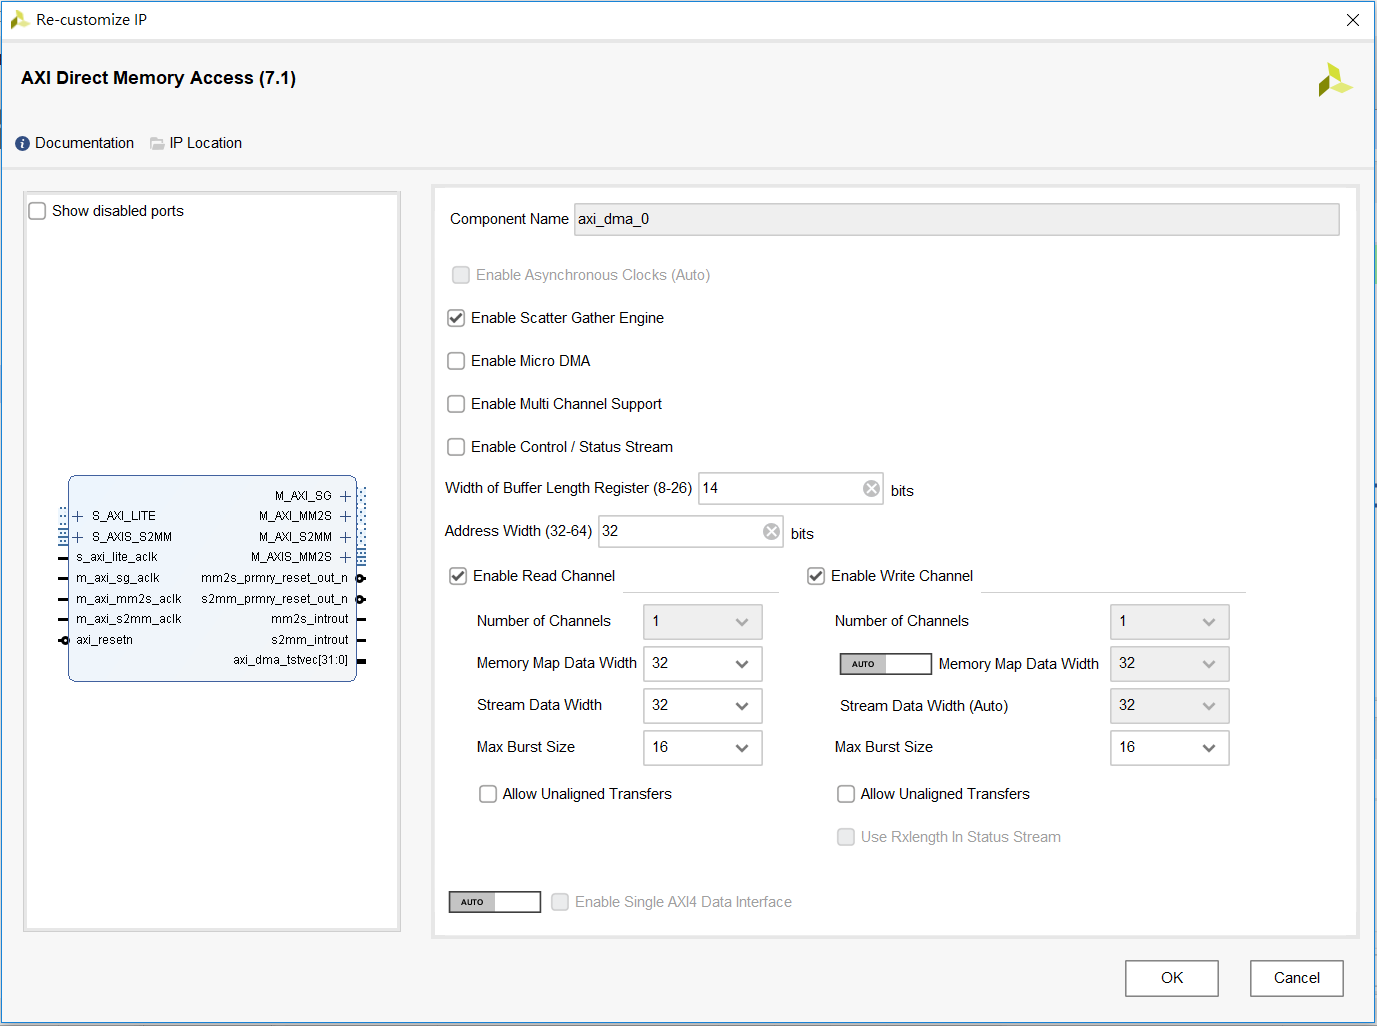 Re-customize IP
AXI Direct Memory Access (7.1)
Documentation IP Location
Show disabled ports
M_AXI_SG
S_AXI_LITE M_AXI_MM2S
S_AXIS_S2MM M_AXI_S2MM
s_axi_lite_aclk M_AXIS_MM2S
m_axi_sg_aclk mm2s_prmry_reset_out_n
m_axi_mm2s_aclk s2mm_prmry_reset_out_n
m_axi_s2mm_aclk mm2s_introut
axi_resetn s2mm_introut
axi_dma_tstvec[31:0]
Component Name axi_dma_0
Enable Asynchronous Clocks (Auto)
Enable Scatter Gather Engine
Enable Micro DMA
Enable Multi Channel Support
Enable Control / Status Stream
Width of Buffer Length Register (8-26) 14 bits
Address Width (32-64) 32 bits
Enable Read Channel
Number of Channels 1
Memory Map Data Width 32
Stream Data Width 32
Max Burst Size 16
Allow Unaligned Transfers
Enable Write Channel
Number of Channels 1
AUTO Memory Map Data Width 32
Stream Data Width (Auto) 32
Max Burst Size 16
Allow Unaligned Transfers
Use Rxlength In Status Stream
AUTO Enable Single AXI4 Data Interface
OK Cancel